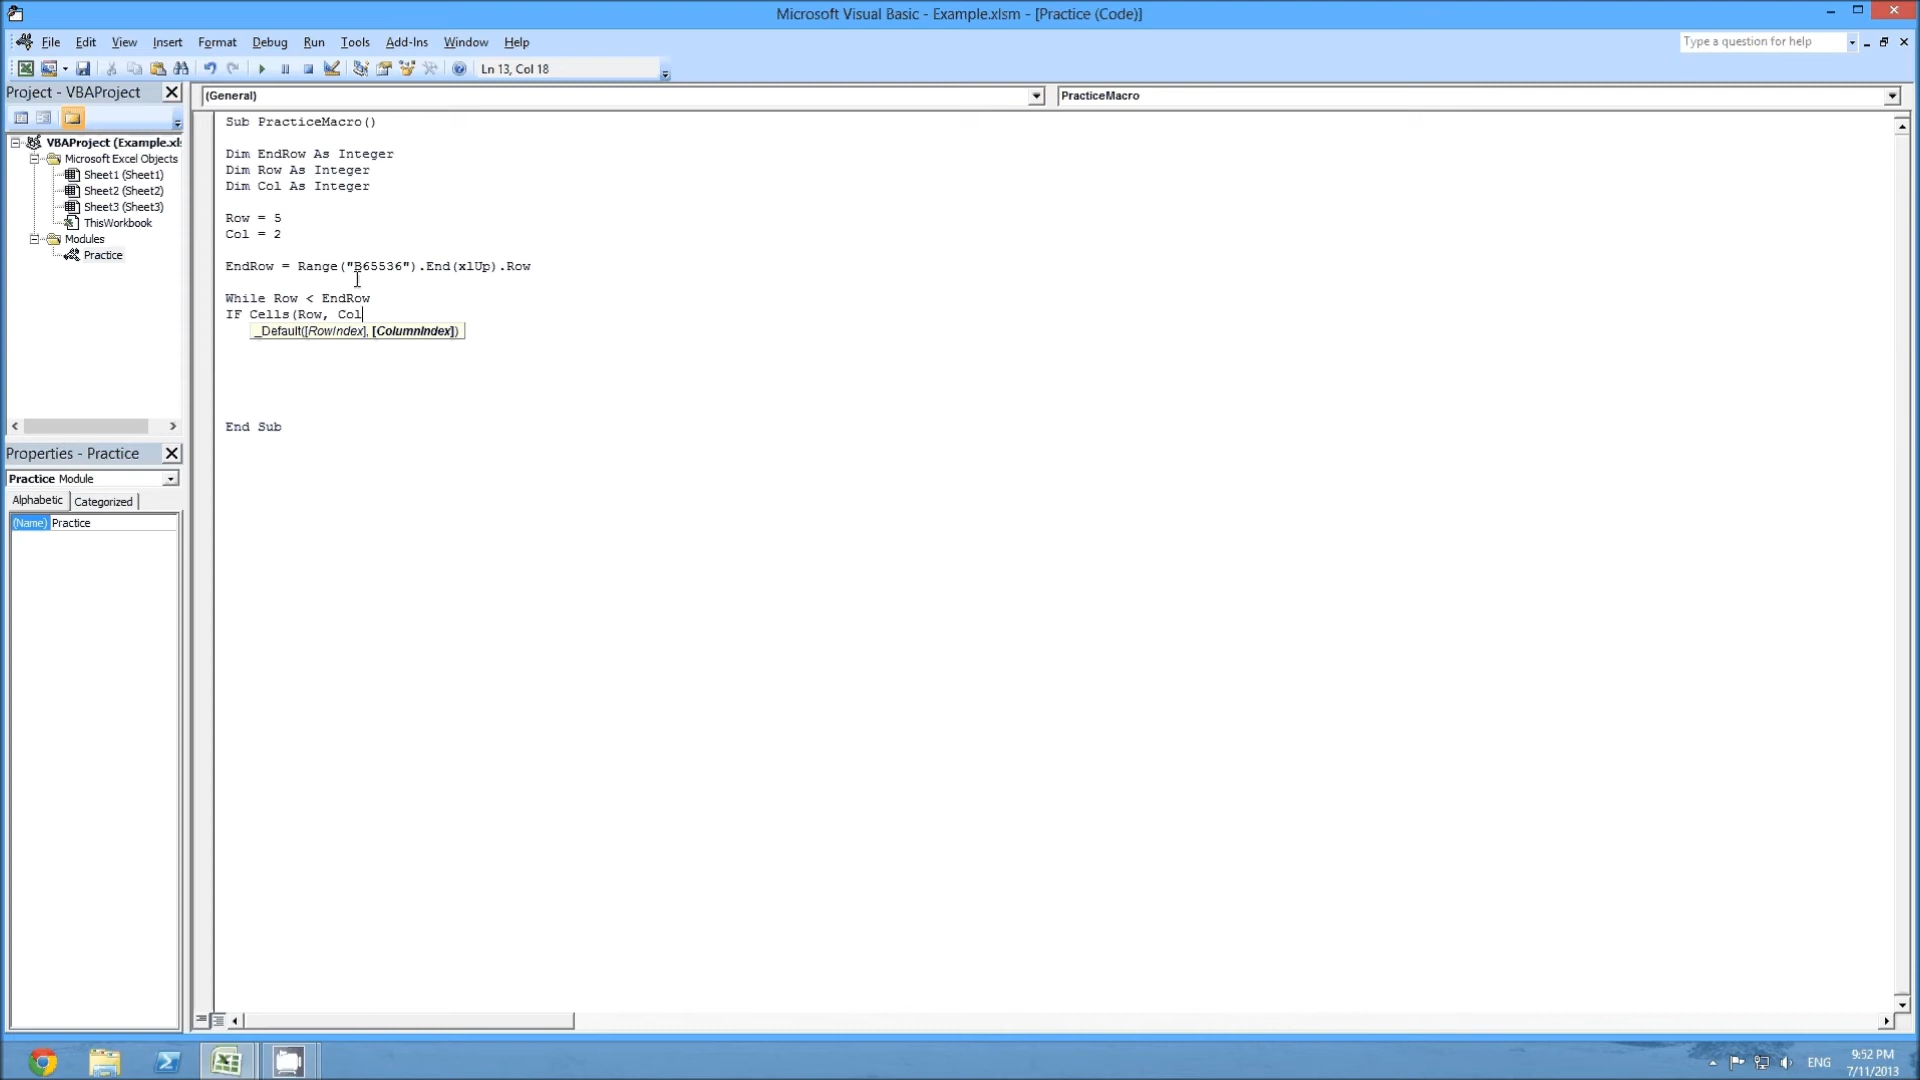 Microsoft Visual Basic - Example.xlsm - [Practice (Code)]
File Edit View Insert Format Debug Run Tools Add-Ins Window Help
Type a question for help
Ln 13, Col 18
Project - VBAProject
(General)
PracticeMacro
VBAProject (Example.xl
Microsoft Excel Objects
Sheet1 (Sheet1)
Sheet2 (Sheet2)
Sheet3 (Sheet3)
ThisWorkbook
Modules
Practice
Sub PracticeMacro()
Dim EndRow As Integer
Dim Row As Integer
Dim Col As Integer
Row = 5
Col = 2
EndRow = Range("B65536").End(xlUp).Row
While Row < EndRow
IF Cells(Row, Col
_Default([RowIndex], [ColumnIndex])
End Sub
Properties - Practice
Practice Module
Alphabetic Categorized
(Name) Practice
ENG
9:52 PM
7/11/2013